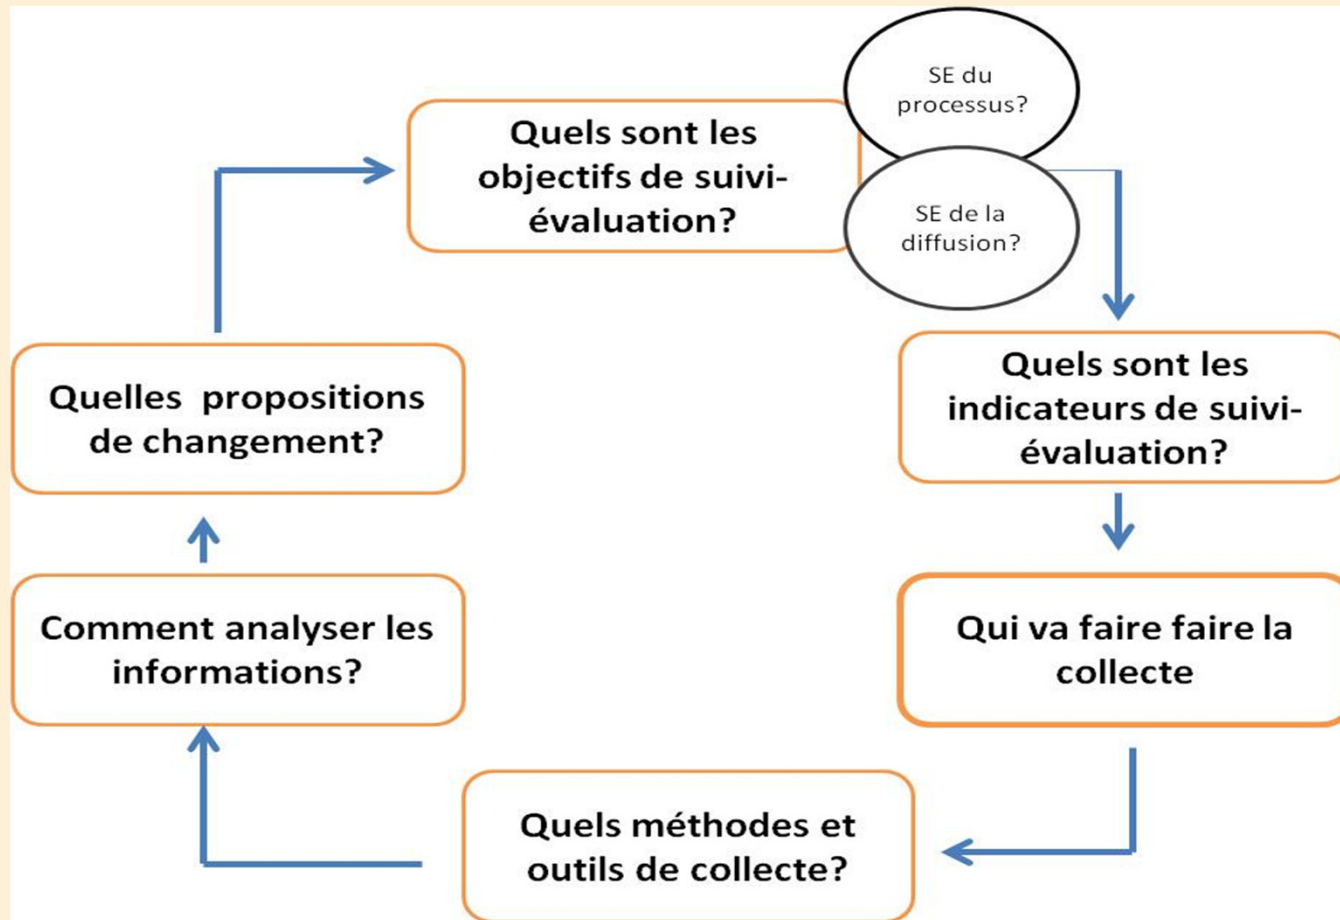 SE du
processus?
Quels sont les
objectifs de suivi-
évaluation?
SE de la
diffusion?
Quels sont les
indicateurs de suivi-
évaluation?
Qui va faire faire la
collecte
Quels méthodes et
outils de collecte?
Comment analyser les
informations?
Quelles propositions
de changement?